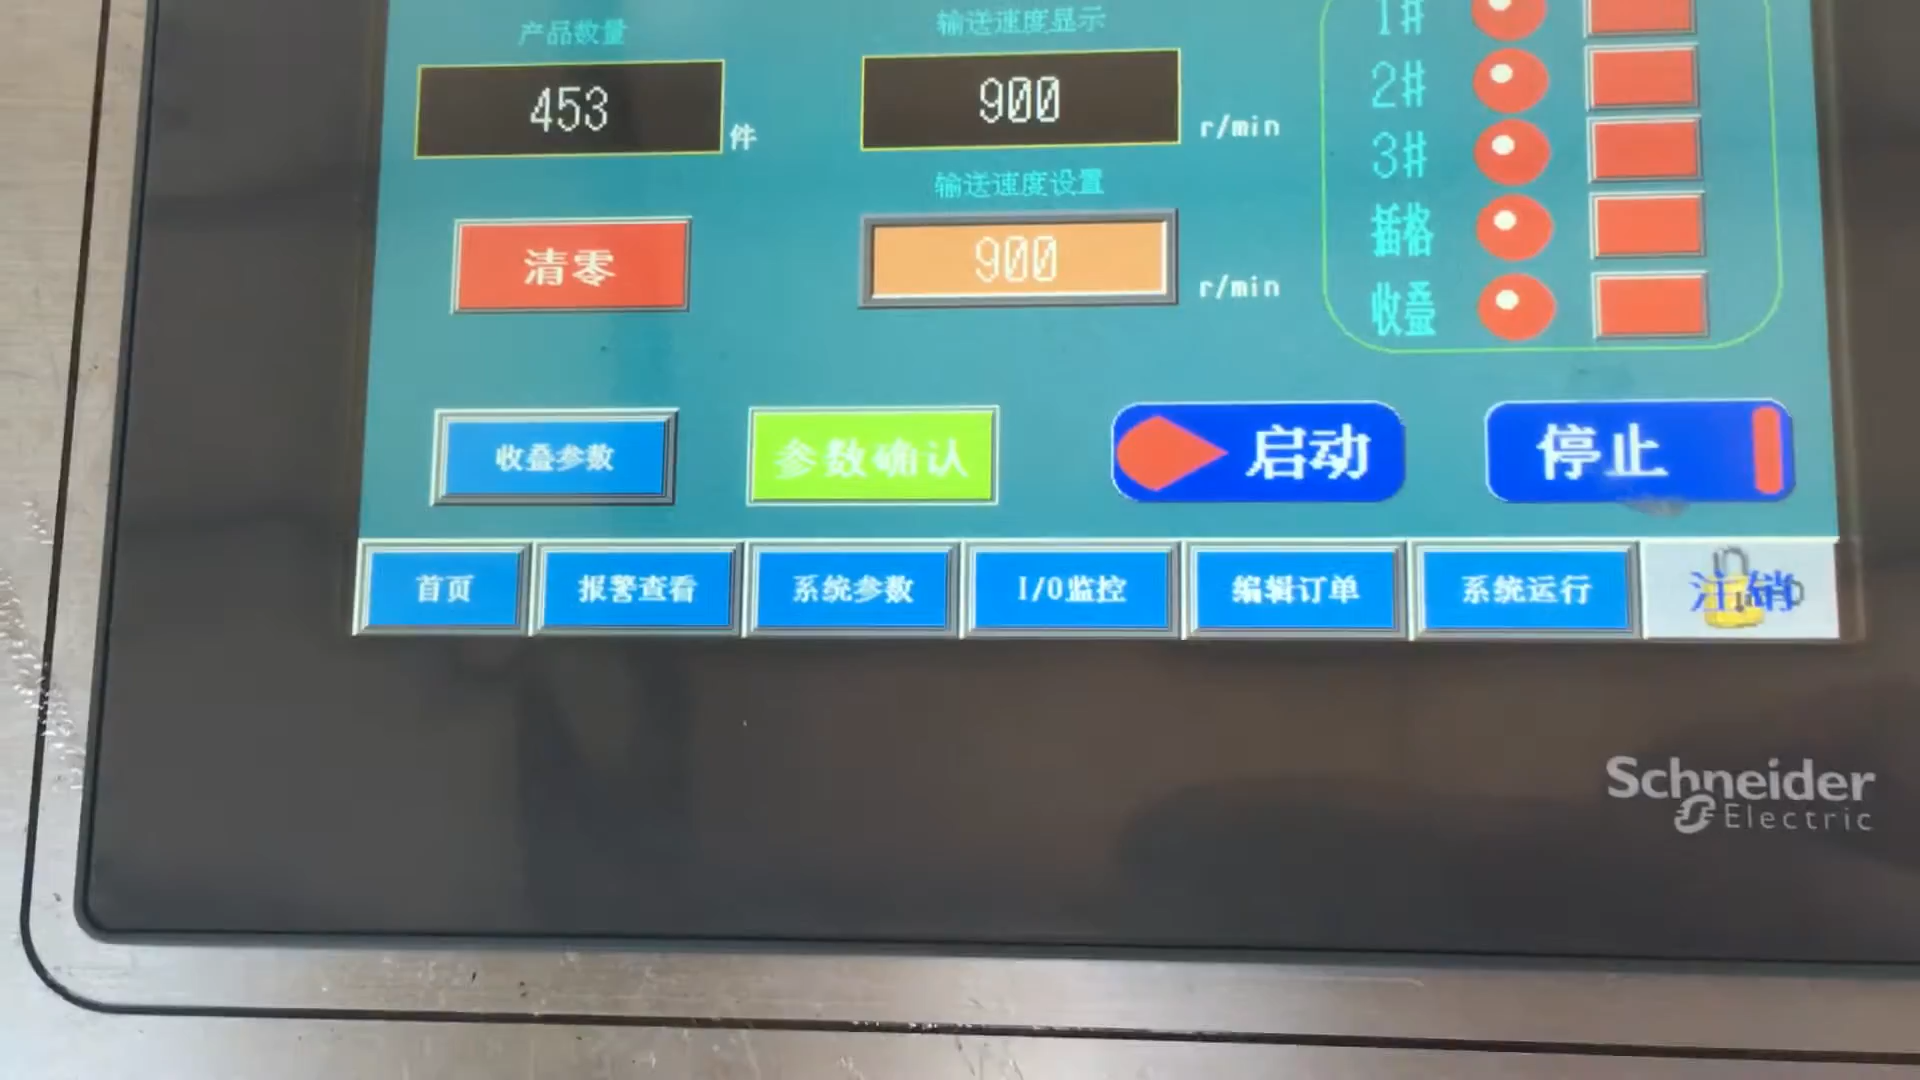 产品数量
输送速度显示
1#
453
件
900
r/min
2#
3#
输送速度设置
清零
900
r/min
插格
收叠
收叠参数
参数确认
启动
停止
首页
报警查看
系统参数
I/O监控
编辑订单
系统运行
注销
Schneider
Electric